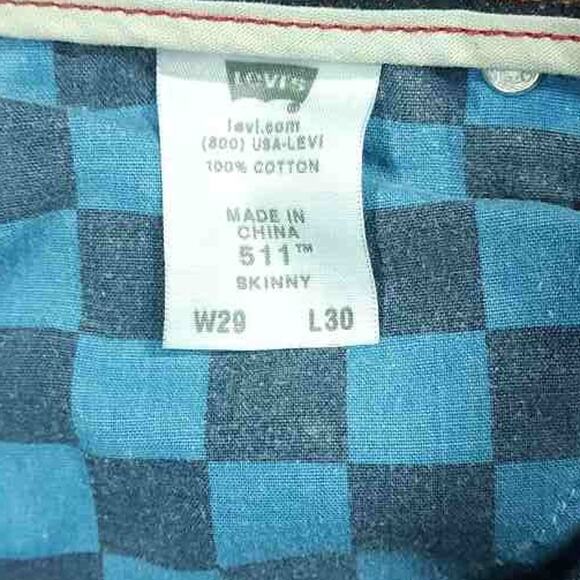 Levi's
®
levi.com
(800) USA-LEVI
100% COTTON
MADE IN
CHINA
511™
SKINNY
W29 L30